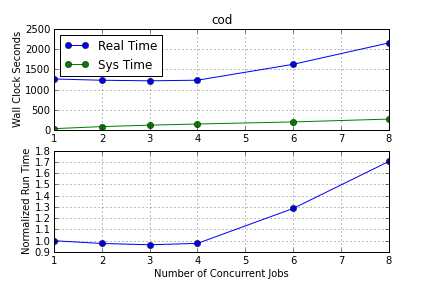 cod
2500
2000
1500
1000
500
0
Wall Clock Seconds
Real Time
Sys Time
1 2 3 4 5 6 7 8
1.8
1.7
1.6
1.5
1.4
1.3
1.2
1.1
1.0
0.9
Normalized Run Time
1 2 3 4 5 6 7 8
Number of Concurrent Jobs